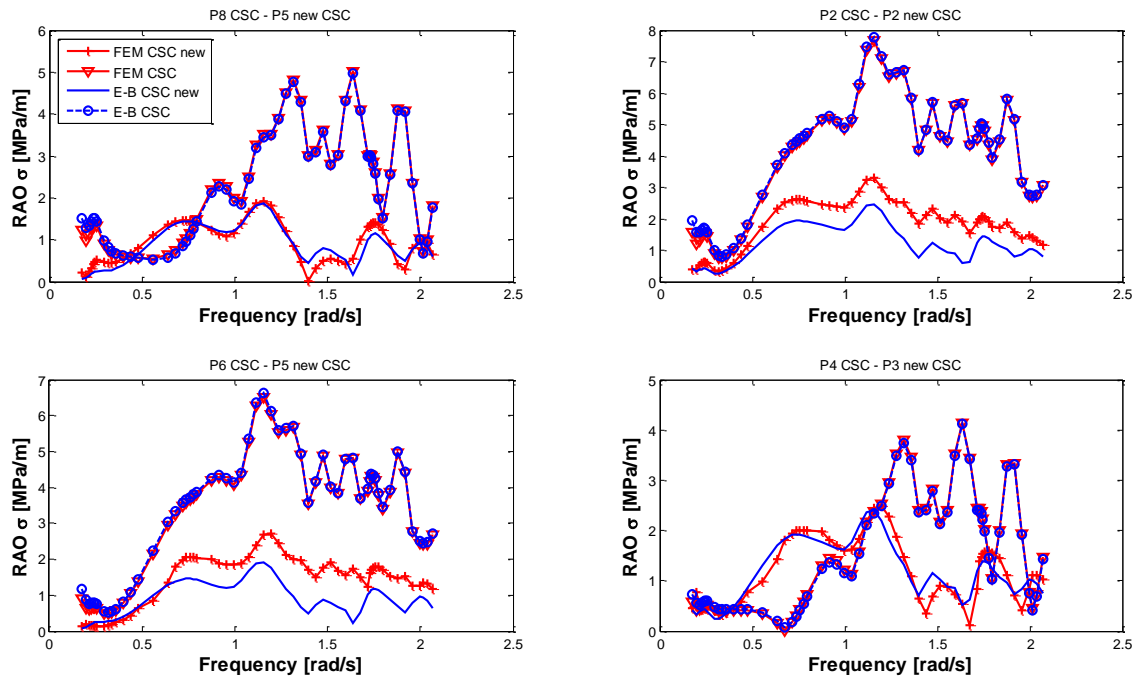 P8 CSC - P5 new CSC
RAO σ [MPa/m]
6
5
4
3
2
1
0
FEM CSC new
FEM CSC
E-B CSC new
E-B CSC
0 0.5 1 1.5 2 2.5
Frequency [rad/s]
P2 CSC - P2 new CSC
RAO σ [MPa/m]
8
7
6
5
4
3
2
1
0
0 0.5 1 1.5 2 2.5
Frequency [rad/s]
P6 CSC - P5 new CSC
RAO σ [MPa/m]
7
6
5
4
3
2
1
0
0 0.5 1 1.5 2 2.5
Frequency [rad/s]
P4 CSC - P3 new CSC
RAO σ [MPa/m]
5
4
3
2
1
0
0 0.5 1 1.5 2 2.5
Frequency [rad/s]